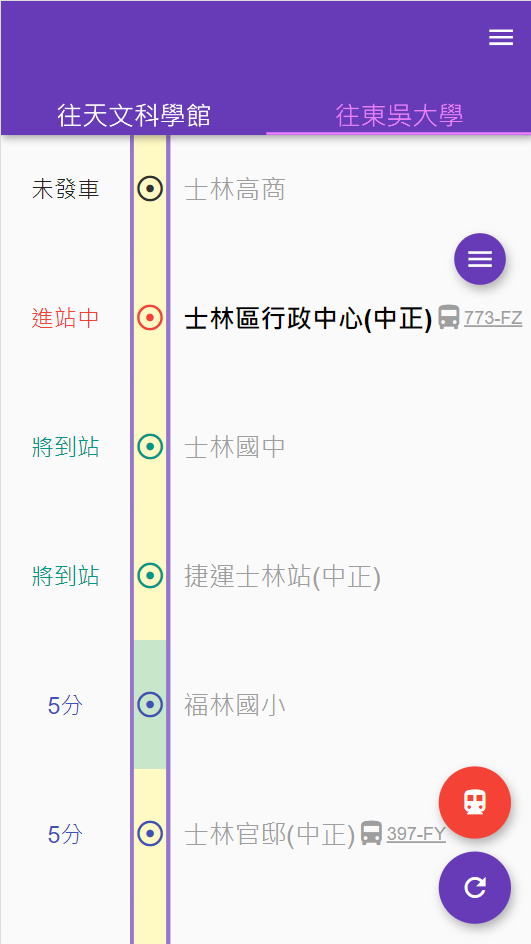 往天文科學館 往東吳大學
未發車 士林高商
進站中 士林區行政中心(中正) 773-FZ
將到站 士林國中
將到站 捷運士林站(中正)
5分 福林國小
5分 士林官邸(中正) 397-FY